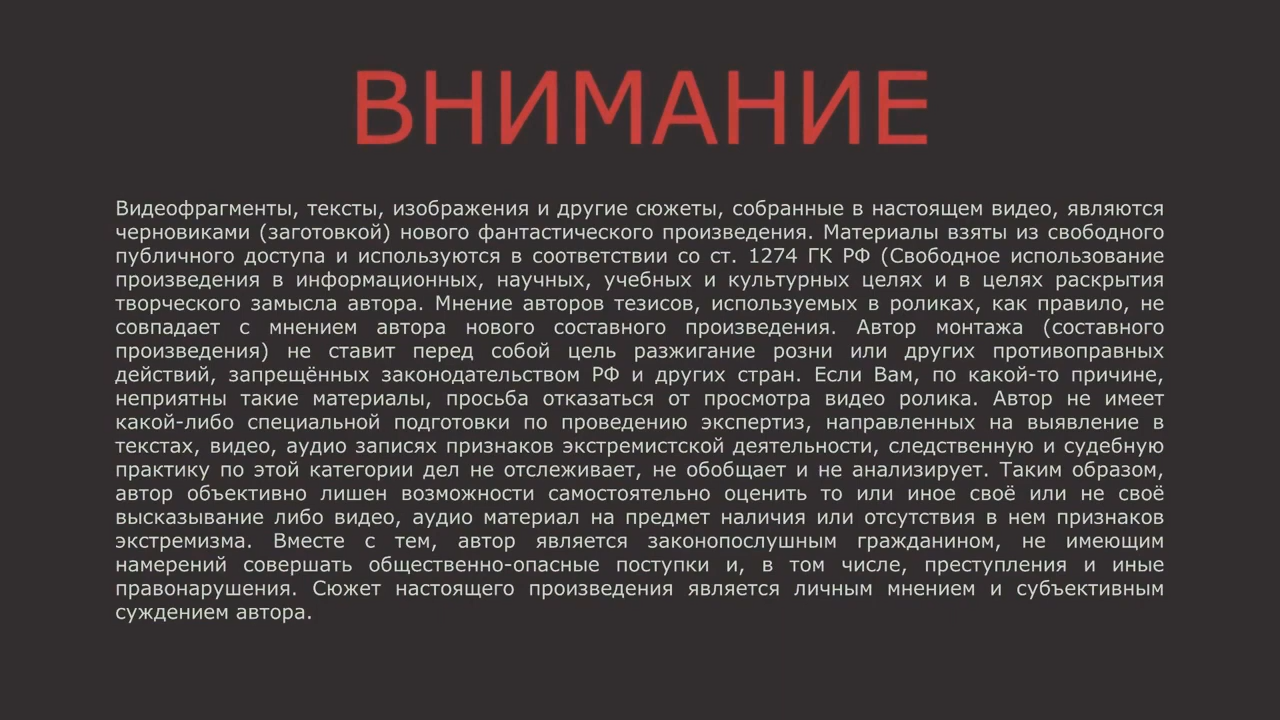 ВНИМАНИЕ
Видеофрагменты, тексты, изображения и другие сюжеты, собранные в настоящем видео, являются
черновиками (заготовкой) нового фантастического произведения. Материалы взяты из свободного
публичного доступа и используются в соответствии со ст. 1274 ГК РФ (Свободное использование
произведения в информационных, научных, учебных и культурных целях и в целях раскрытия
творческого замысла автора. Мнение авторов тезисов, используемых в роликах, как правило, не
совпадает с мнением автора нового составного произведения. Автор монтажа (составного
произведения) не ставит перед собой цель разжигание розни или других противоправных
действий, запрещённых законодательством РФ и других стран. Если Вам, по какой-то причине,
неприятны такие материалы, просьба отказаться от просмотра видео ролика. Автор не имеет
какой-либо специальной подготовки по проведению экспертиз, направленных на выявление в
текстах, видео, аудио записях признаков экстремистской деятельности, следственную и судебную
практику по этой категории дел не отслеживает, не обобщает и не анализирует. Таким образом,
автор объективно лишен возможности самостоятельно оценить то или иное своё или не своё
высказывание либо видео, аудио материал на предмет наличия или отсутствия в нем признаков
экстремизма. Вместе с тем, автор является законопослушным гражданином, не имеющим
намерений совершать общественно-опасные поступки и, в том числе, преступления и иные
правонарушения. Сюжет настоящего произведения является личным мнением и субъективным
суждением автора.